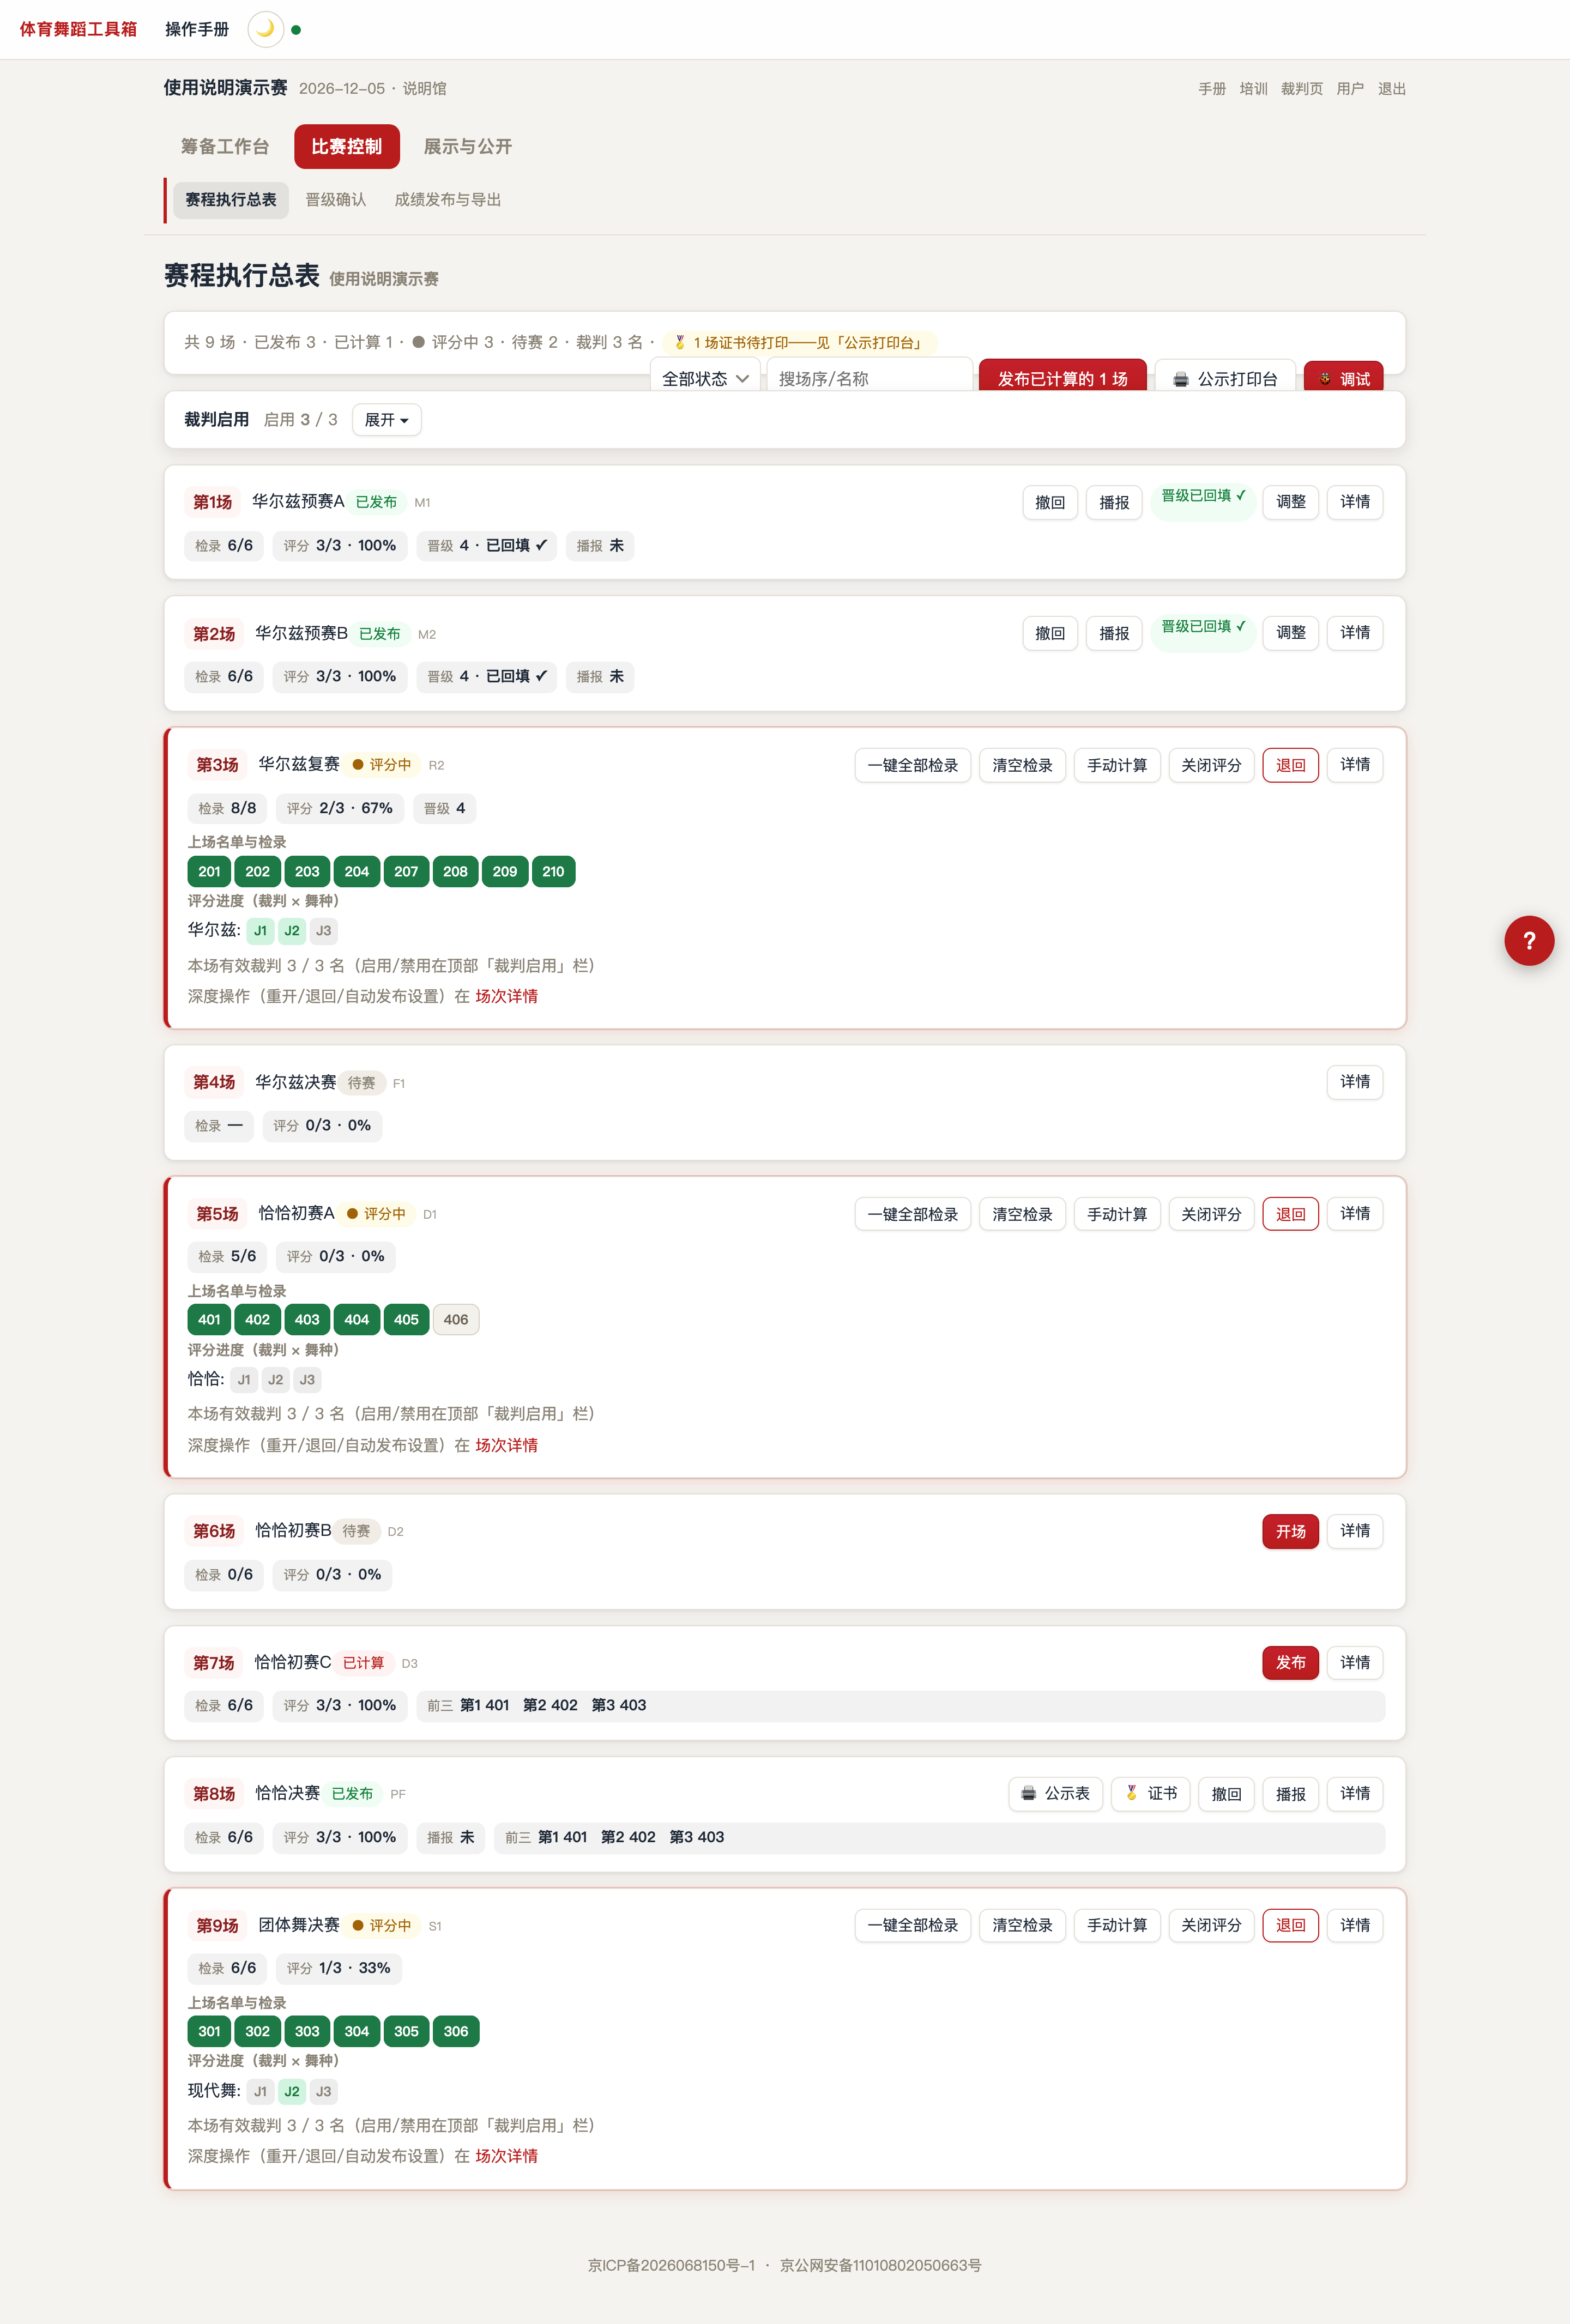 体育舞蹈工具箱 操作手册
使用说明演示赛 2026-12-05 · 说明馆 手册 培训 裁判页 用户 退出
筹备工作台 比赛控制 展示与公开
赛程执行总表 晋级确认 成绩发布与导出
赛程执行总表 使用说明演示赛
共 9 场 · 已发布 3 · 已计算 1 · ● 评分中 3 · 待赛 2 · 裁判 3 名 · 🏅 1 场证书待打印——见「公示打印台」
全部状态 搜场序/名称 发布已计算的 1 场 🖨️ 公示打印台 🐞 调试
裁判启用 启用 3 / 3 展开
第1场 华尔兹预赛A 已发布 M1 撤回 播报 晋级已回填 ✓ 调整 详情
检录 6/6 评分 3/3 · 100% 晋级 4 · 已回填 ✓ 播报 未
第2场 华尔兹预赛B 已发布 M2 撤回 播报 晋级已回填 ✓ 调整 详情
检录 6/6 评分 3/3 · 100% 晋级 4 · 已回填 ✓ 播报 未
第3场 华尔兹复赛 ● 评分中 R2 一键全部检录 清空检录 手动计算 关闭评分 退回 详情
检录 8/8 评分 2/3 · 67% 晋级 4
上场名单与检录
201 202 203 204 207 208 209 210
评分进度（裁判 × 舞种）
华尔兹: J1 J2 J3
本场有效裁判 3 / 3 名（启用/禁用在顶部「裁判启用」栏）
深度操作（重开/退回/自动发布设置）在 场次详情
第4场 华尔兹决赛 待赛 F1 详情
检录 — 评分 0/3 · 0%
第5场 恰恰初赛A ● 评分中 D1 一键全部检录 清空检录 手动计算 关闭评分 退回 详情
检录 5/6 评分 0/3 · 0%
上场名单与检录
401 402 403 404 405 406
评分进度（裁判 × 舞种）
恰恰: J1 J2 J3
本场有效裁判 3 / 3 名（启用/禁用在顶部「裁判启用」栏）
深度操作（重开/退回/自动发布设置）在 场次详情
第6场 恰恰初赛B 待赛 D2 开场 详情
检录 0/6 评分 0/3 · 0%
第7场 恰恰初赛C 已计算 D3 发布 详情
检录 6/6 评分 3/3 · 100% 前三 第1 401 第2 402 第3 403
第8场 恰恰决赛 已发布 PF 🖨️ 公示表 🏅 证书 撤回 播报 详情
检录 6/6 评分 3/3 · 100% 播报 未 前三 第1 401 第2 402 第3 403
第9场 团体舞决赛 ● 评分中 S1 一键全部检录 清空检录 手动计算 关闭评分 退回 详情
检录 6/6 评分 1/3 · 33%
上场名单与检录
301 302 303 304 305 306
评分进度（裁判 × 舞种）
现代舞: J1 J2 J3
本场有效裁判 3 / 3 名（启用/禁用在顶部「裁判启用」栏）
深度操作（重开/退回/自动发布设置）在 场次详情
?
京ICP备2026068150号-1 · 京公网安备11010802050663号